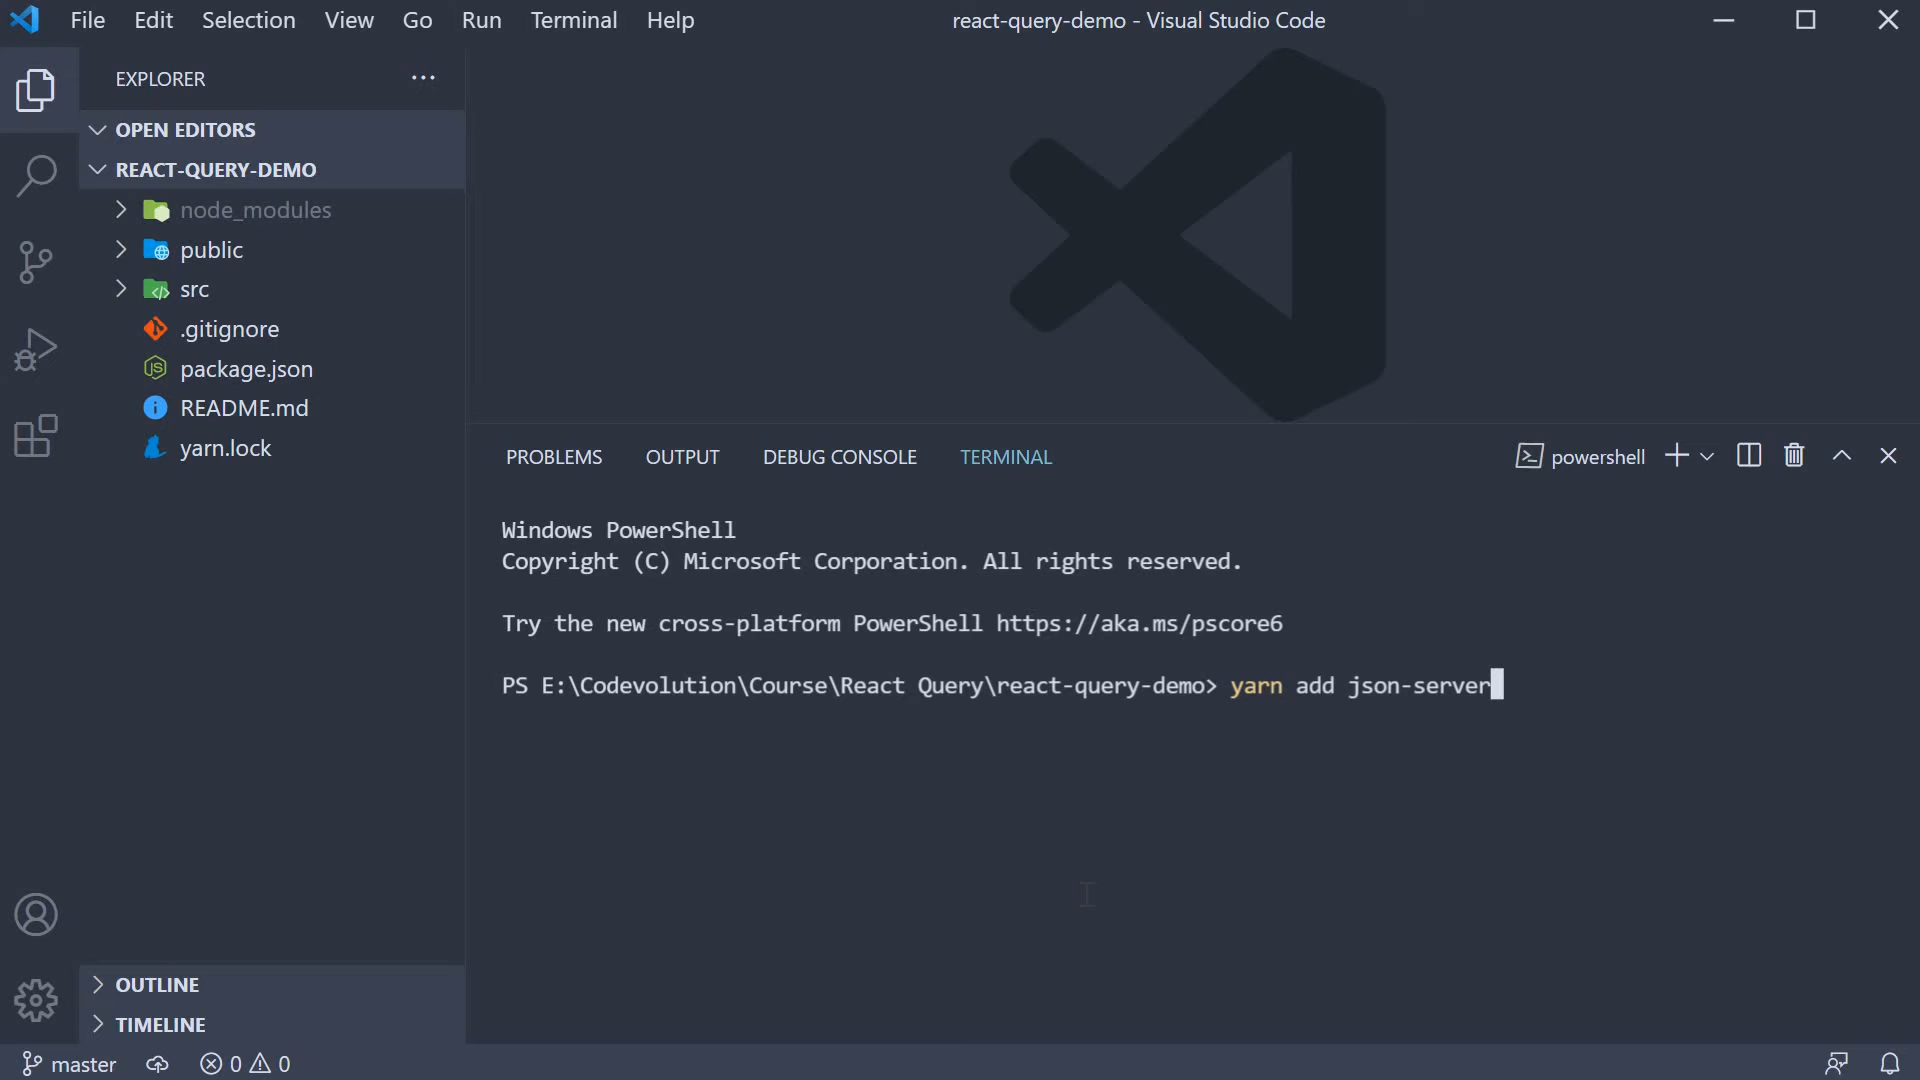 File Edit Selection View Go Run Terminal Help
react-query-demo - Visual Studio Code
EXPLORER
OPEN EDITORS
REACT-QUERY-DEMO
node_modules
public
src
.gitignore
package.json
README.md
yarn.lock
OUTLINE
TIMELINE
PROBLEMS OUTPUT DEBUG CONSOLE TERMINAL
powershell
Windows PowerShell
Copyright (C) Microsoft Corporation. All rights reserved.
Try the new cross-platform PowerShell https://aka.ms/pscore6
PS E:\Codevolution\Course\React Query\react-query-demo> yarn add json-server
master 0 0